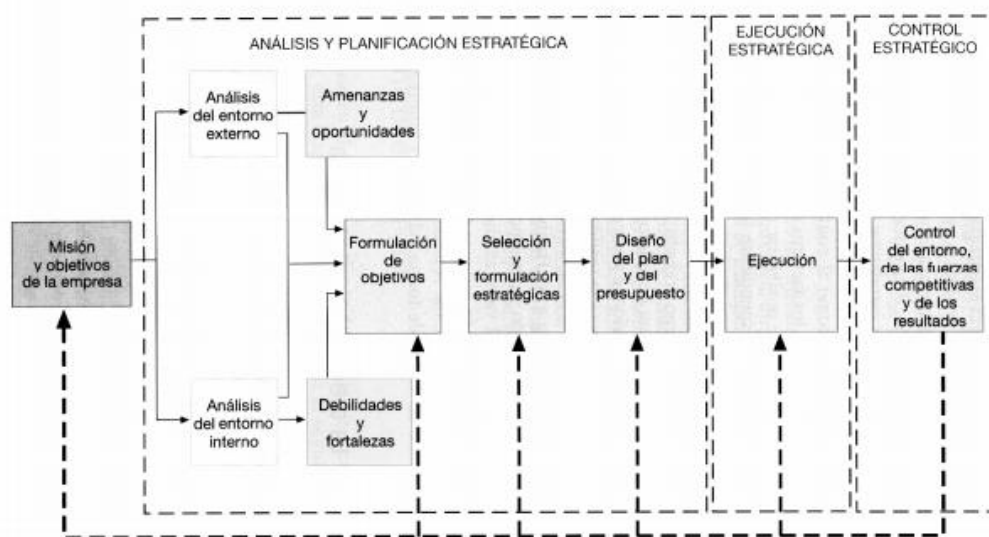 ANÁLISIS Y PLANIFICACIÓN ESTRATÉGICA
EJECUCIÓN
ESTRATÉGICA
CONTROL
ESTRATÉGICO
Misión
y objetivos
de la empresa
Análisis
del entorno
externo
Amenanzas
y
oportunidades
Formulación
de
objetivos
Selección
y
formulación
estratégicas
Diseño
del plan
y del
presupuesto
Ejecución
Control
del entorno,
de las fuerzas
competitivas
y de los
resultados
Análisis
del entorno
interno
Debilidades
y
fortalezas